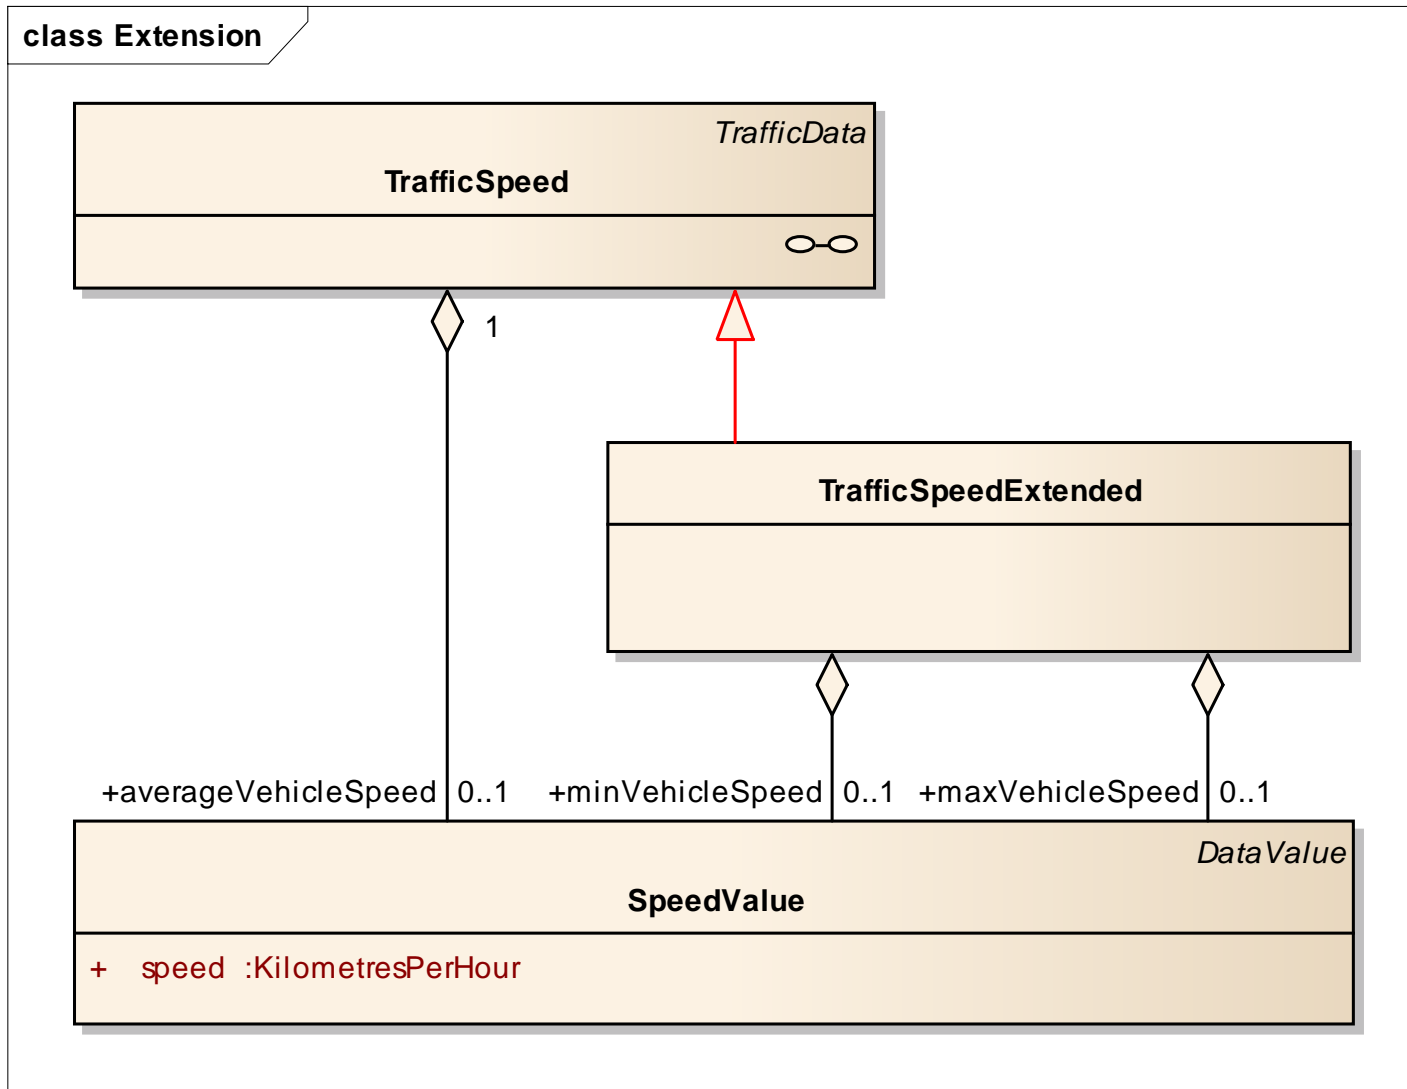 class Extension
TrafficData
TrafficSpeed
1
TrafficSpeedExtended
+averageVehicleSpeed 0..1 +minVehicleSpeed 0..1 +maxVehicleSpeed 0..1
DataValue
SpeedValue
+ speed :KilometresPerHour